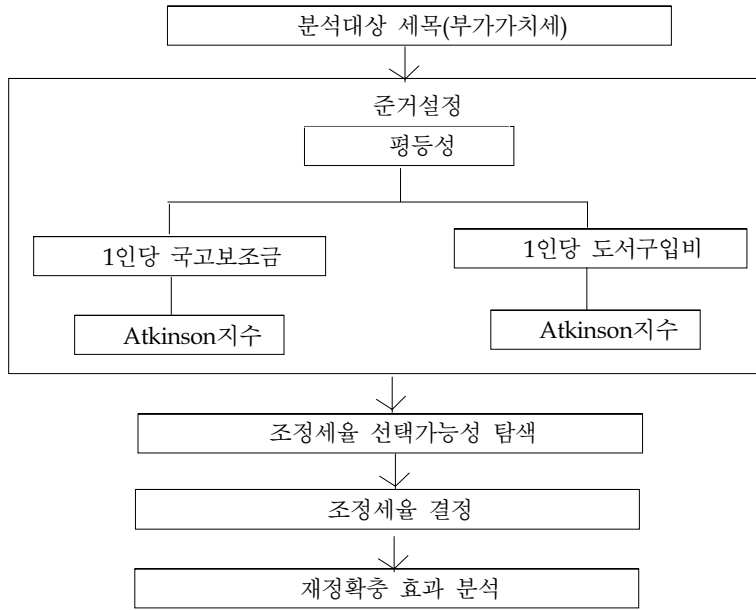 분석대상 세목(부가가치세)
준거설정
평등성
1인당 국고보조금
1인당 도서구입비
Atkinson지수
Atkinson지수
조정세율 선택가능성 탐색
조정세율 결정
재정확충 효과 분석